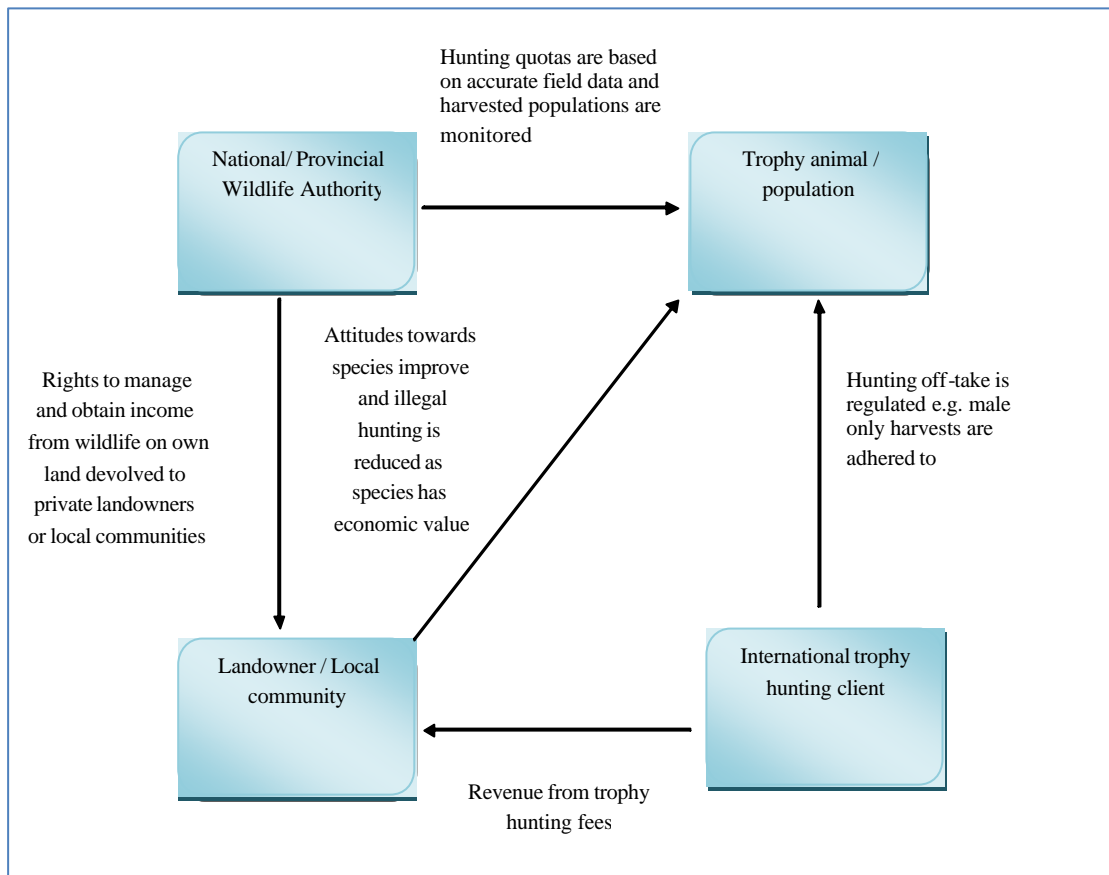 Hunting quotas are based
on accurate field data and
harvested populations are
monitored
National/ Provincial
Wildlife Authority
Trophy animal /
population
Rights to manage
and obtain income
from wildlife on own
land devolved to
private landowners
or local communities
Attitudes towards
species improve
and illegal
hunting is
reduced as
species has
economic value
Hunting off-take is
regulated e.g. male
only harvests are
adhered to
Landowner / Local
community
International trophy
hunting client
Revenue from trophy
hunting fees